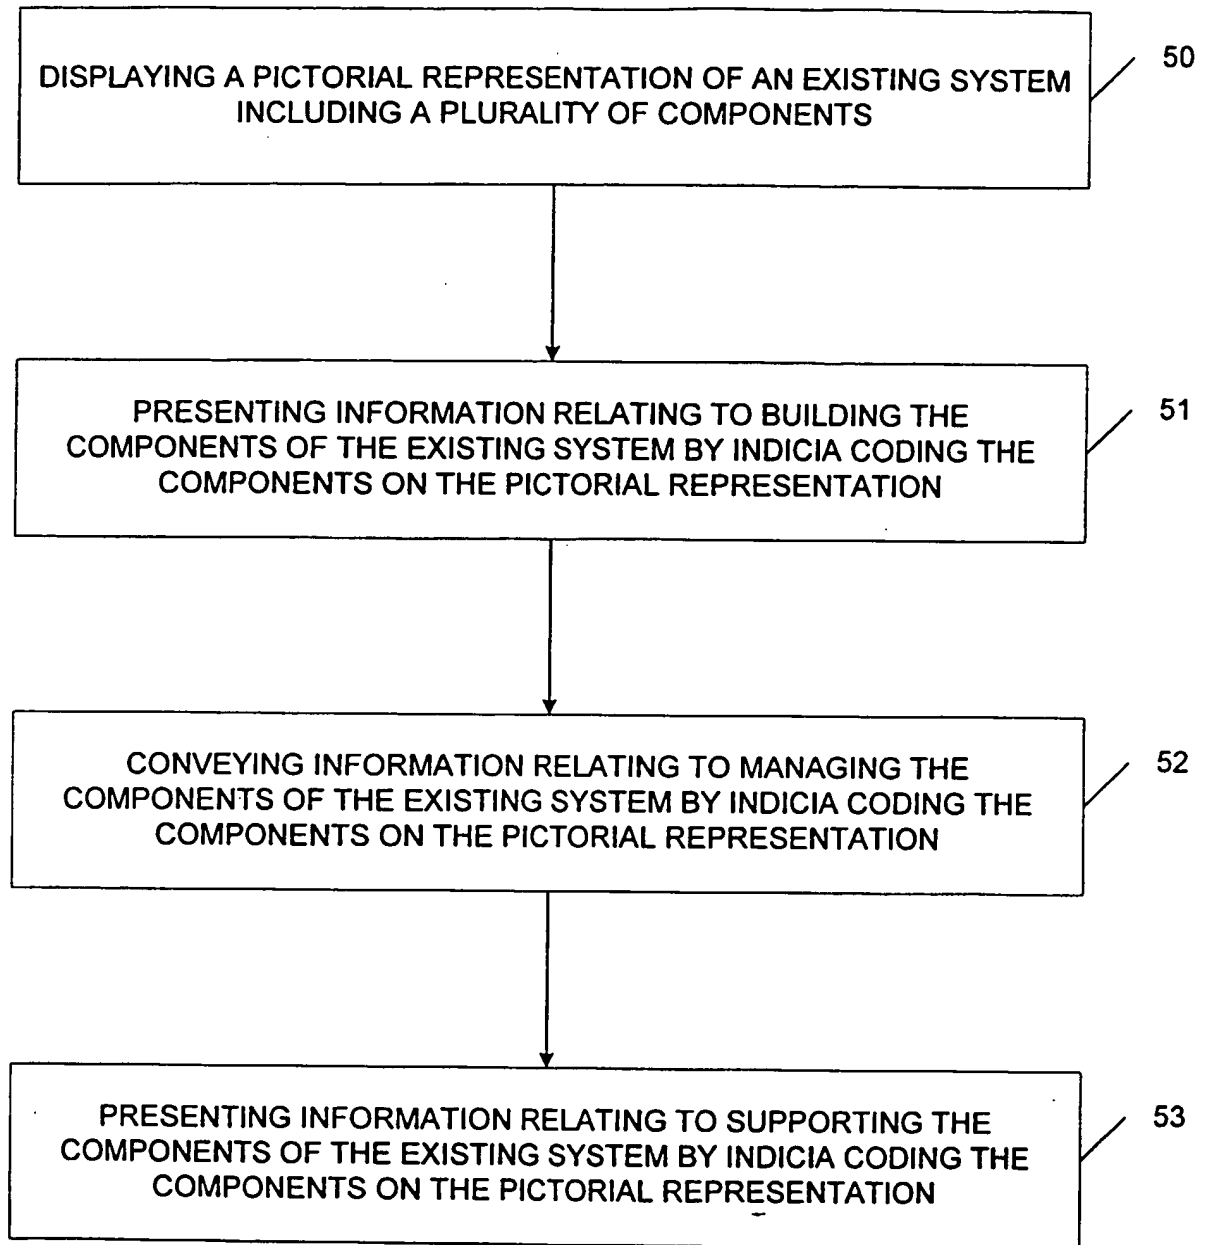 DISPLAYING A PICTORIAL REPRESENTATION OF AN EXISTING SYSTEM
INCLUDING A PLURALITY OF COMPONENTS
50
PRESENTING INFORMATION RELATING TO BUILDING THE
COMPONENTS OF THE EXISTING SYSTEM BY INDICIA CODING THE
COMPONENTS ON THE PICTORIAL REPRESENTATION
51
CONVEYING INFORMATION RELATING TO MANAGING THE
COMPONENTS OF THE EXISTING SYSTEM BY INDICIA CODING THE
COMPONENTS ON THE PICTORIAL REPRESENTATION
52
PRESENTING INFORMATION RELATING TO SUPPORTING THE
COMPONENTS OF THE EXISTING SYSTEM BY INDICIA CODING THE
COMPONENTS ON THE PICTORIAL REPRESENTATION
53